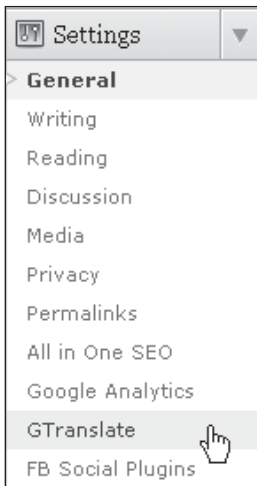 Settings
General
Writing
Reading
Discussion
Media
Privacy
Permalinks
All in One SEO
Google Analytics
GTranslate
FB Social Plugins